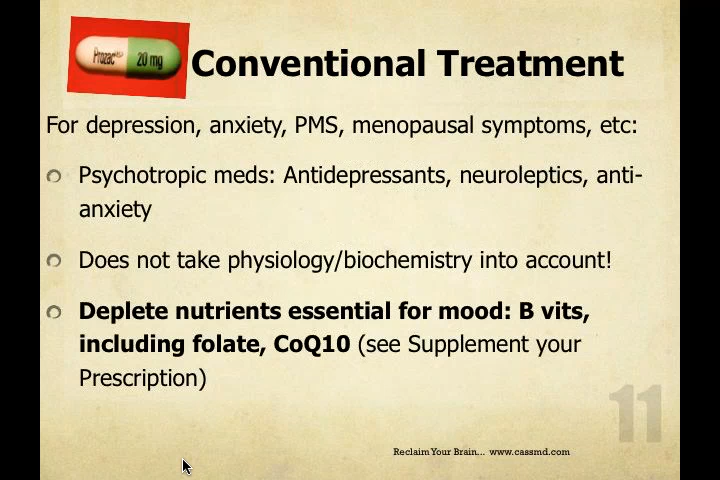 Prozac 20 mg
Conventional Treatment
For depression, anxiety, PMS, menopausal symptoms, etc:
Psychotropic meds: Antidepressants, neuroleptics, anti-
anxiety
Does not take physiology/biochemistry into account!
Deplete nutrients essential for mood: B vits,
including folate, CoQ10 (see Supplement your
Prescription)
11
Reclaim Your Brain... www.cassmd.com